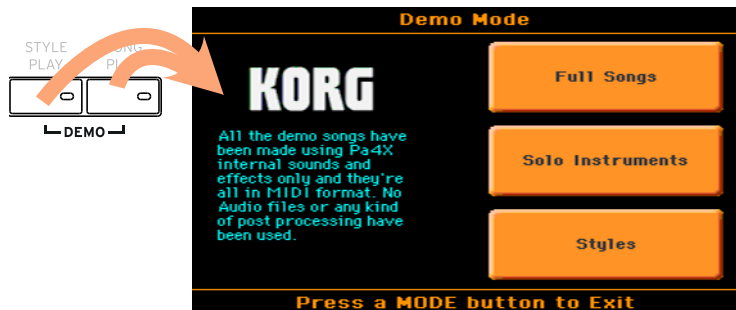 Demo Mode
STYLE
PLAY
SONG
PLAY
DEMO
KORG
All the demo songs have
been made using Pa4X
internal sounds and
effects only and they're
all in MIDI format. No
Audio files or any kind
of post processing have
been used.
Full Songs
Solo Instruments
Styles
Press a MODE button to Exit